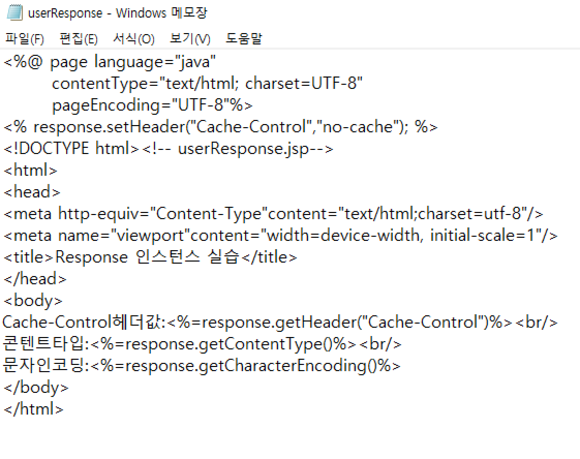 userResponse - Windows 메모장
파일(F) 편집(E) 서식(O) 보기(V) 도움말
<%@ page language="java"
contentType="text/html; charset=UTF-8"
pageEncoding="UTF-8"%>
<% response.setHeader("Cache-Control","no-cache"); %>
<!DOCTYPE html><!-- userResponse.jsp-->
<html>
<head>
<meta http-equiv="Content-Type"content="text/html;charset=utf-8"/>
<meta name="viewport"content="width=device-width, initial-scale=1"/>
<title>Response 인스턴스 실습</title>
</head>
<body>
Cache-Control헤더값:<%=response.getHeader("Cache-Control")%><br/>
콘텐트타입:<%=response.getContentType()%><br/>
문자인코딩:<%=response.getCharacterEncoding()%>
</body>
</html>